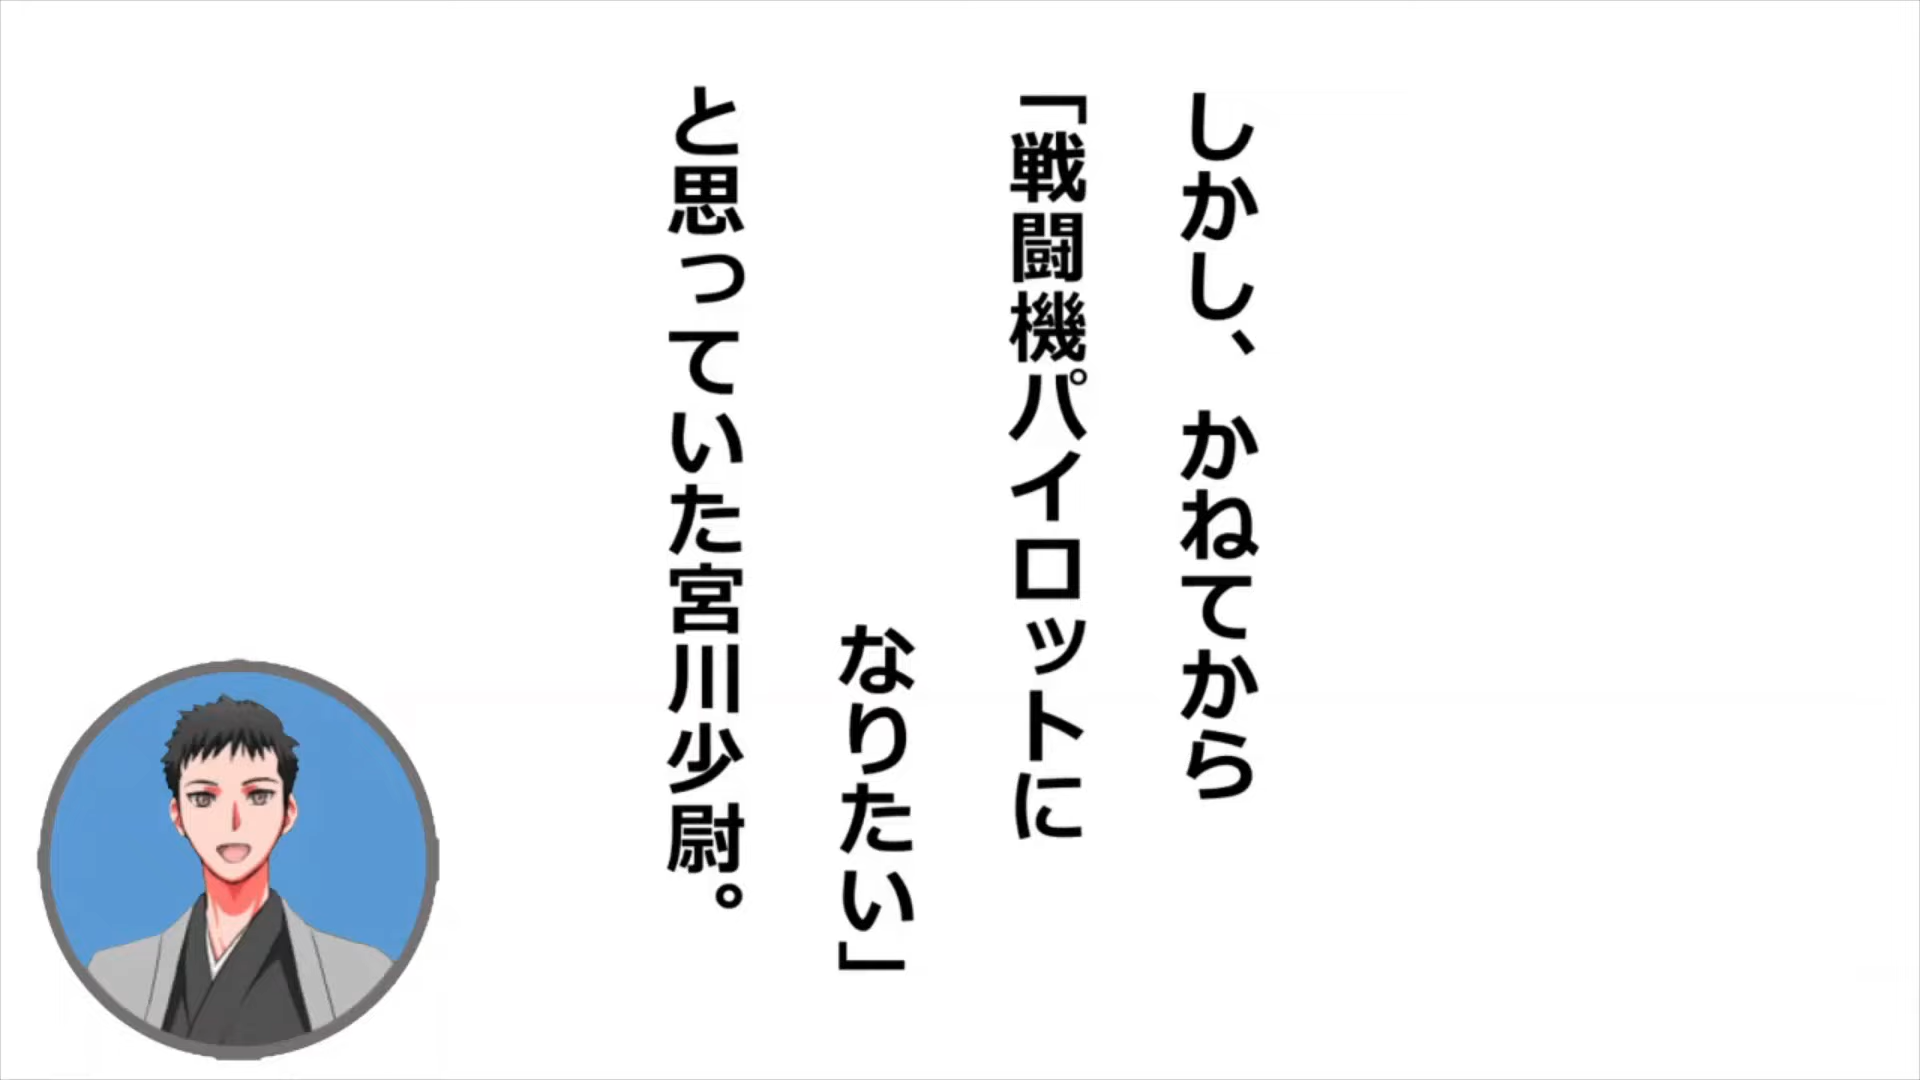 しかし、かねてから
「戦闘機パイロットに
なりたい」
と思っていた宮川少尉。